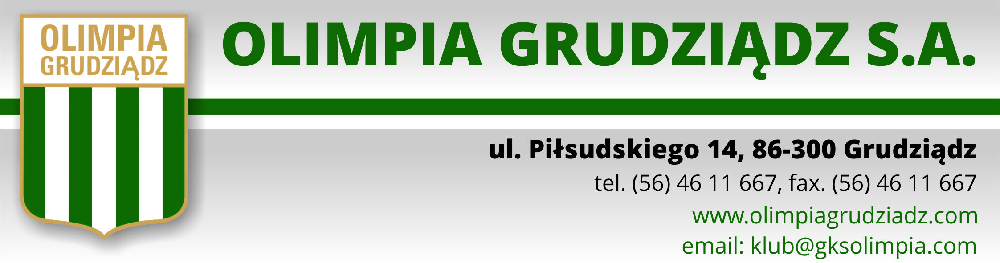 OLIMPIA
GRUDZIĄDZ
OLIMPIA GRUDZIĄDZ S.A.
ul. Piłsudskiego 14, 86-300 Grudziądz
tel. (56) 46 11 667, fax. (56) 46 11 667
www.olimpiagrudziadz.com
email: klub@gksolimpia.com